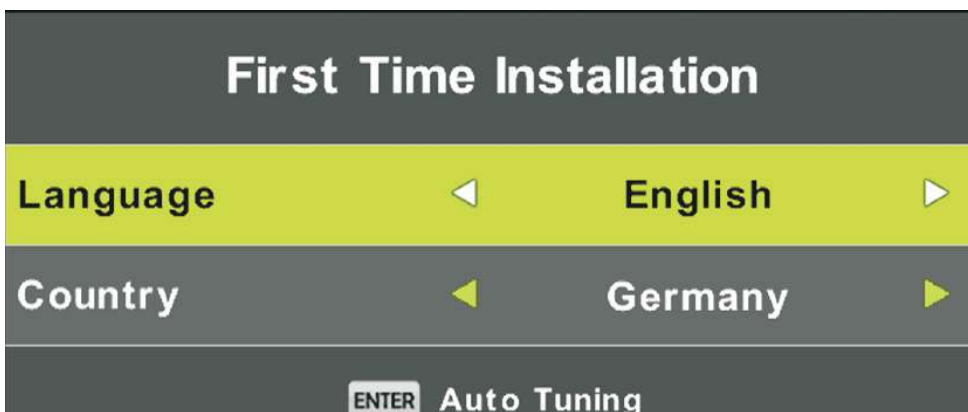 First Time Installation
Language English
Country Germany
ENTER Auto Tuning